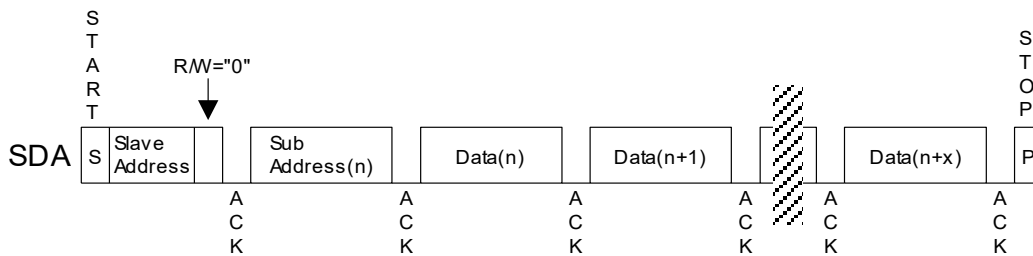 START
STOP
R/W="0"
SDA
S
Slave
Address
Sub
Address(n)
Data(n)
Data(n+1)
Data(n+x)
P
ACK
ACK
ACK
ACK
ACK
ACK